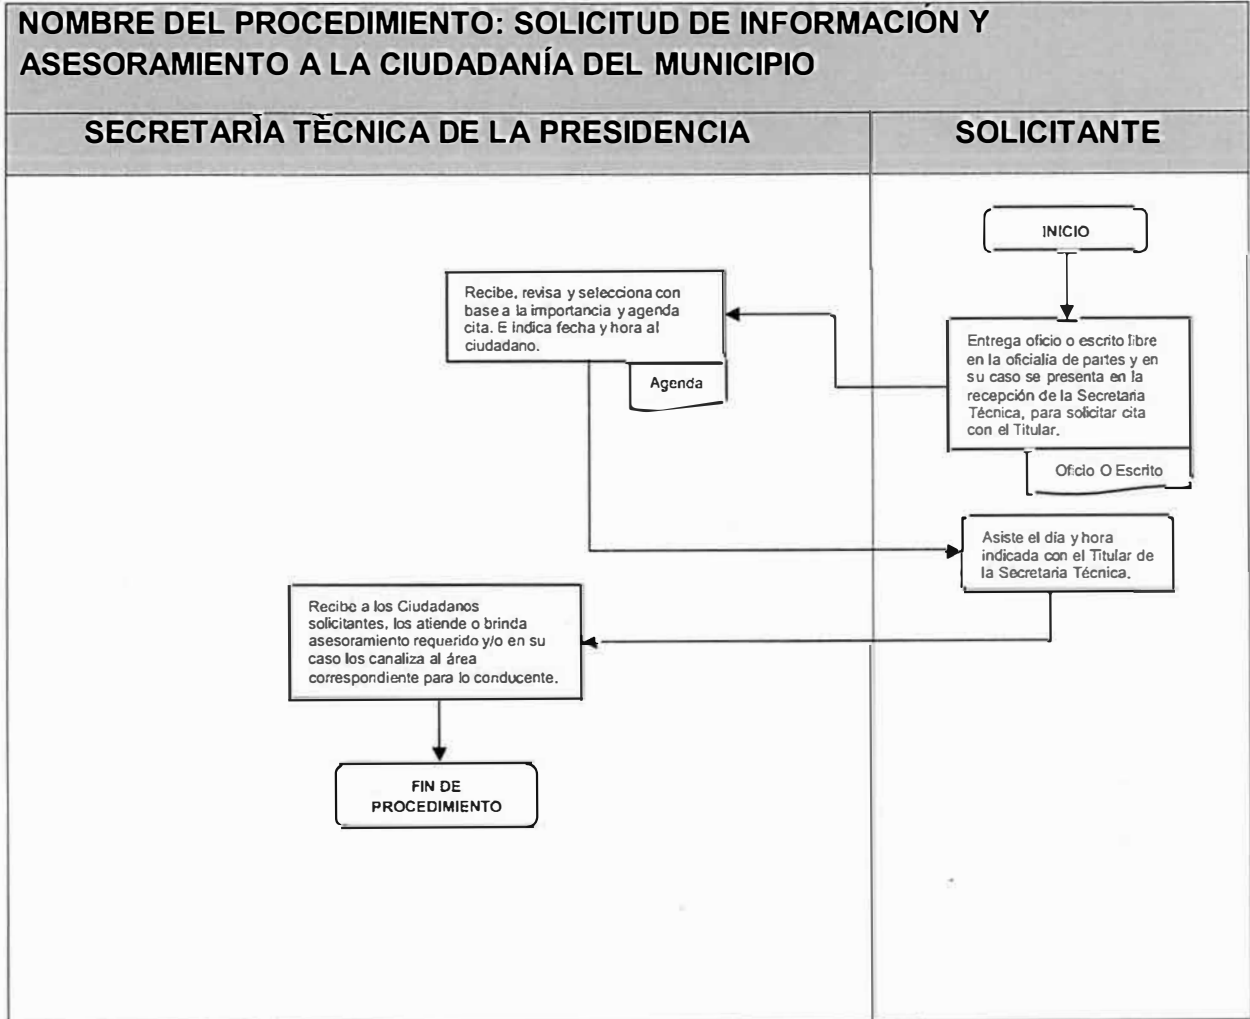 NOMBRE DEL PROCEDIMIENTO: SOLICITUD DE INFORMACIÓN Y
ASESORAMIENTO A LA CIUDADANÍA DEL MUNICIPIO
SECRETARÌA TÈCNICA DE LA PRESIDENCIA
SOLICITANTE
INICIO
Entrega oficio o escrito libre
en la oficialía de partes y en
su caso se presenta en la
recepción de la Secretaria
Técnica, para solicitar cita
con el Titular.
Oficio O Escrito
Recibe, revisa y selecciona con
base a la importancia y agenda
cita. E indica fecha y hora al
ciudadano.
Agenda
Asiste el día y hora
indicada con el Titular de
la Secretaria Técnica.
Recibe a los Ciudadanos
solicitantes, los atiende o brinda
asesoramiento requerido y/o en su
caso los canaliza al área
correspondiente para lo conducente.
FIN DE
PROCEDIMIENTO